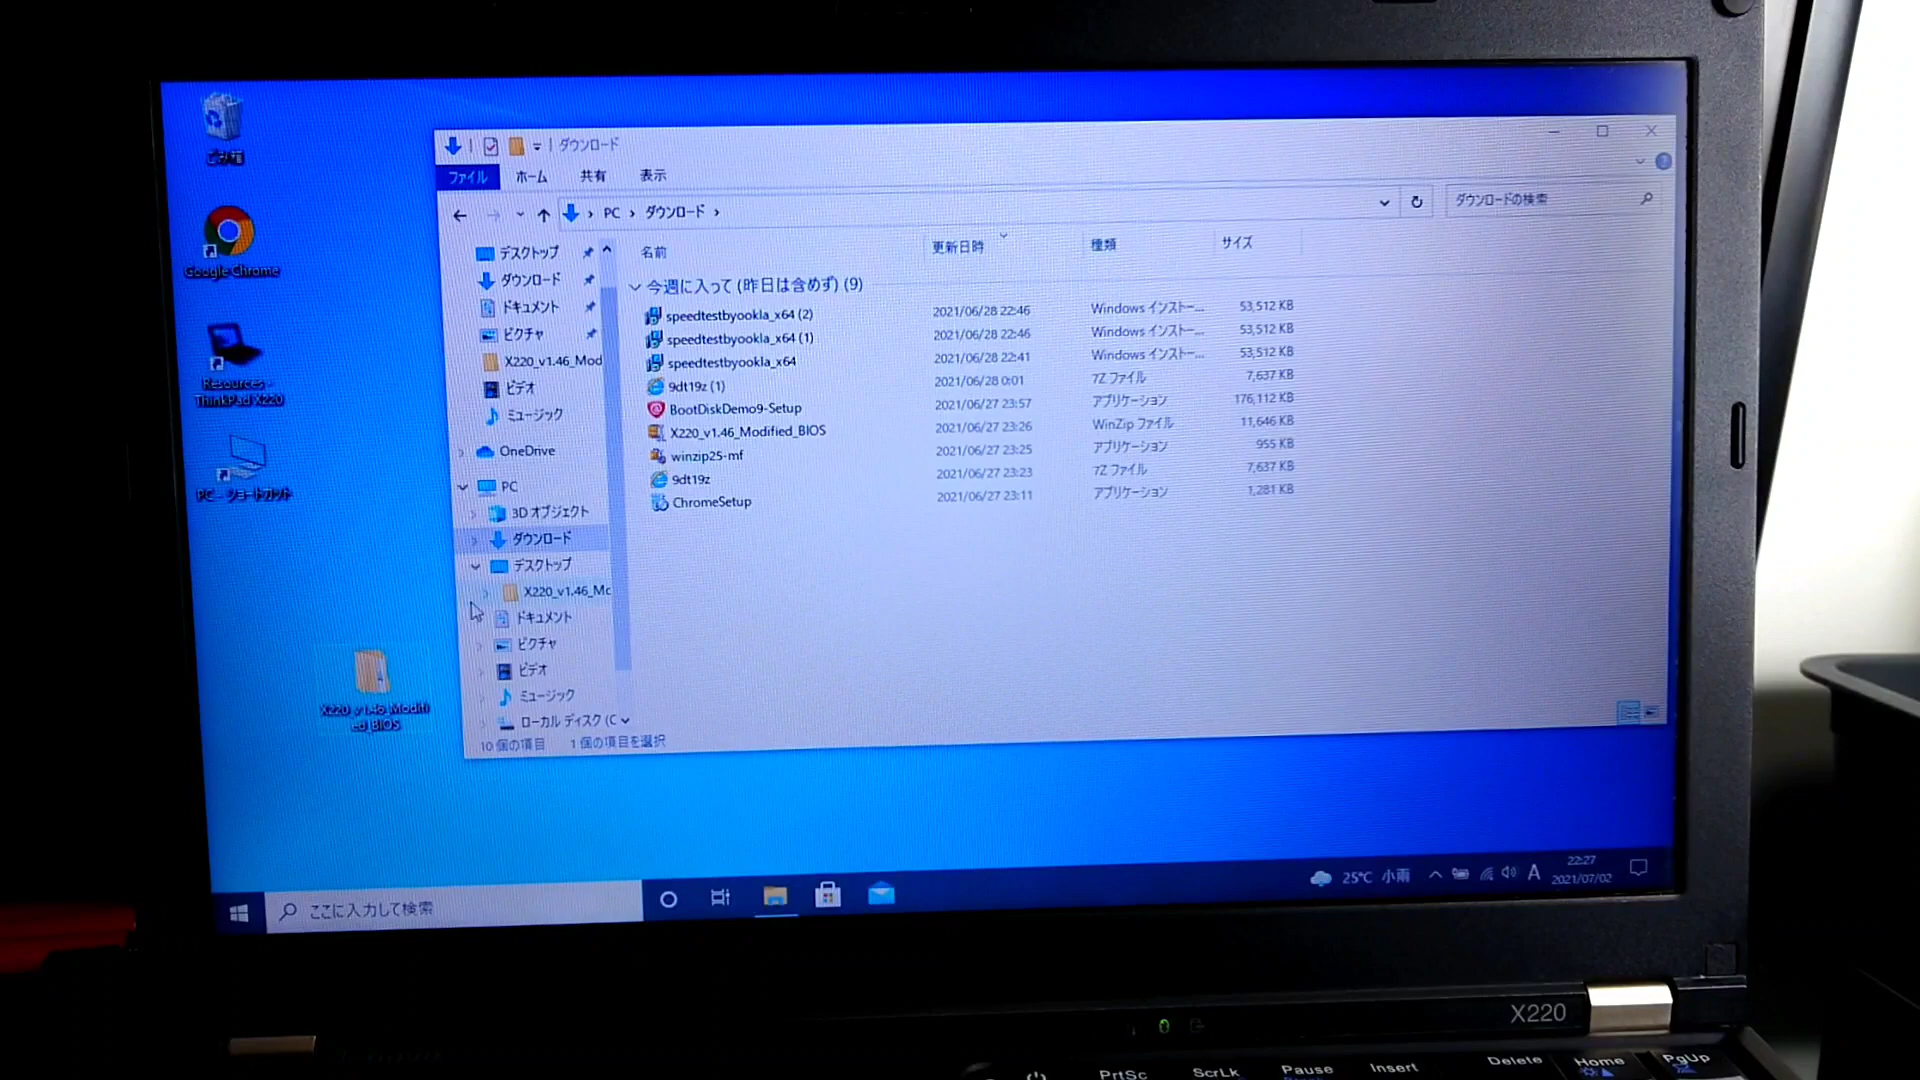 ごみ箱
Google Chrome
Resources -
ThinkPad X220
PC - ショートカット
X220_v1.46_Modifi
ed_BIOS
ダウンロード
ファイル ホーム 共有 表示
PC › ダウンロード ›
ダウンロードの検索
デスクトップ
ダウンロード
ドキュメント
ピクチャ
X220_v1.46_Mod
ビデオ
ミュージック
OneDrive
PC
3D オブジェクト
ダウンロード
デスクトップ
X220_v1.46_Mc
ドキュメント
ピクチャ
ビデオ
ミュージック
ローカル ディスク (C
名前 更新日時 種類 サイズ
今週に入って (昨日は含めず) (9)
speedtestbyookla_x64 (2) 2021/06/28 22:46 Windows インストー... 53,512 KB
speedtestbyookla_x64 (1) 2021/06/28 22:46 Windows インストー... 53,512 KB
speedtestbyookla_x64 2021/06/28 22:41 Windows インストー... 53,512 KB
9dt19z (1) 2021/06/28 0:01 7Z ファイル 7,637 KB
BootDiskDemo9-Setup 2021/06/27 23:57 アプリケーション 176,112 KB
X220_v1.46_Modified_BIOS 2021/06/27 23:26 WinZip ファイル 11,646 KB
winzip25-mf 2021/06/27 23:25 アプリケーション 955 KB
9dt19z 2021/06/27 23:23 7Z ファイル 7,637 KB
ChromeSetup 2021/06/27 23:11 アプリケーション 1,281 KB
10 個の項目 1 個の項目を選択
ここに入力して検索
25℃ 小雨
A
22:27
2021/07/02
X220
PrtSc ScrLk Pause Insert Delete Home PgUp